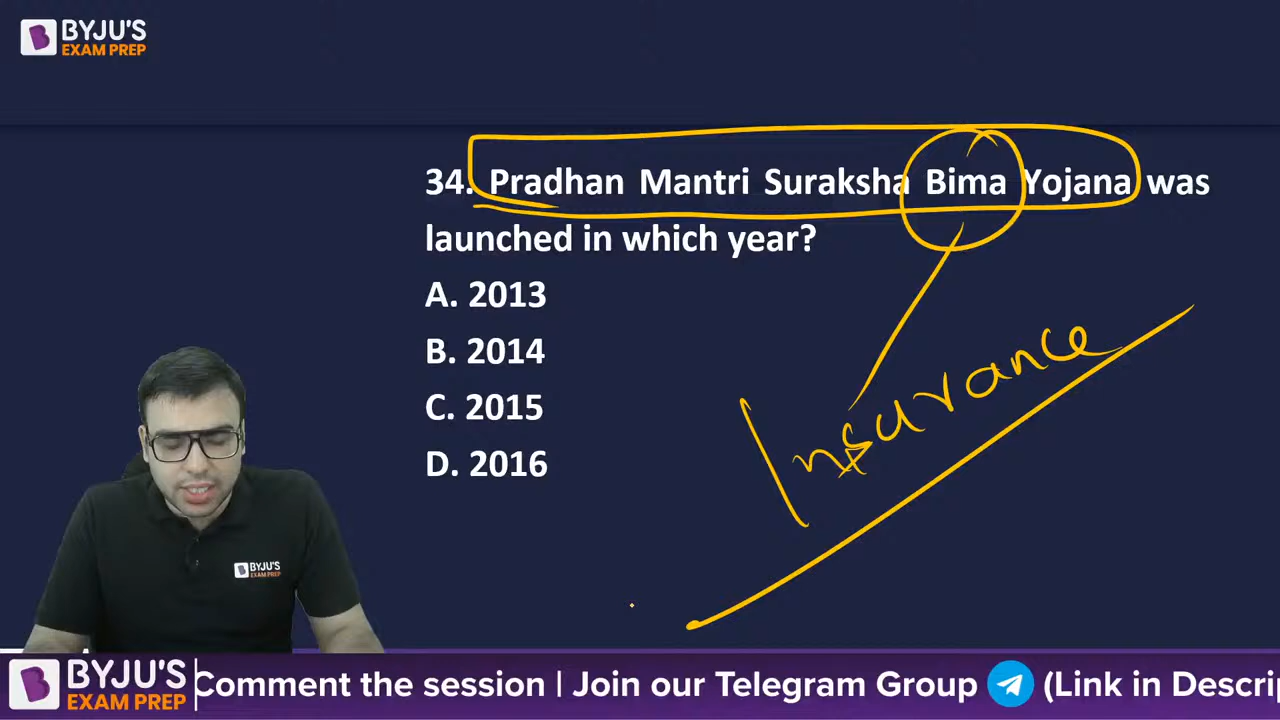 BYJU'S
EXAM PREP
34. Pradhan Mantri Suraksha Bima Yojana was
launched in which year?
A. 2013
B. 2014
C. 2015
D. 2016
Insurance
BYJU'S
EXAM PREP
BYJU'S
EXAM PREP
Comment the session | Join our Telegram Group (Link in Descrip